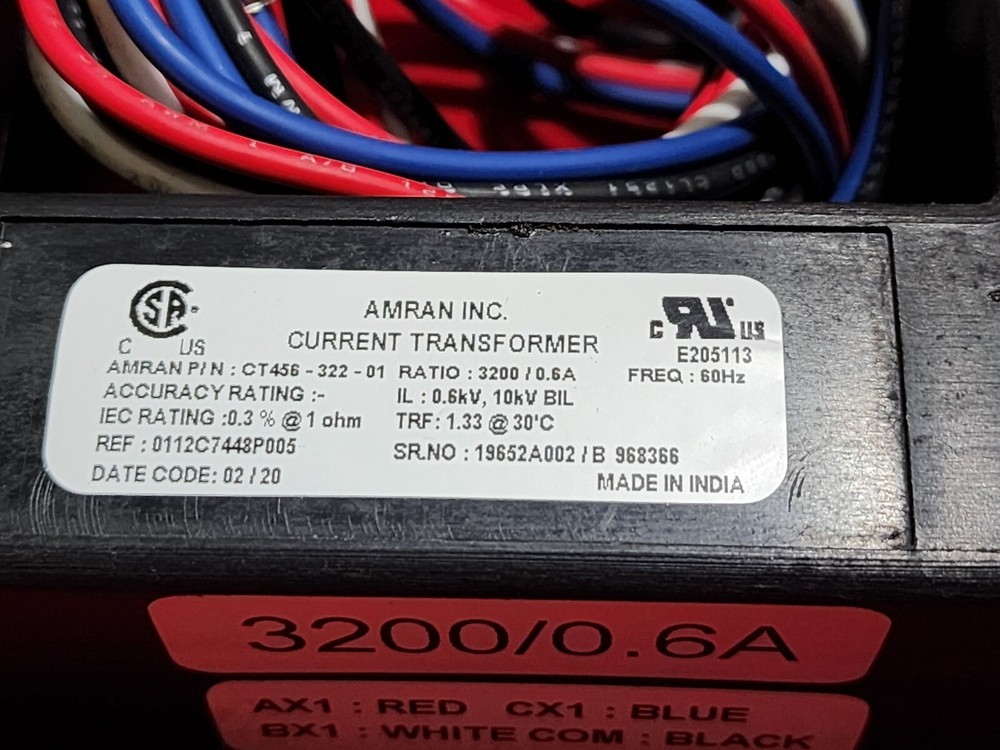 AMRAN INC.
CURRENT TRANSFORMER
SA
C US
C RU US
E205113
AMRAN P/N : CT456 - 322 - 01 RATIO : 3200 / 0.6A
FREQ : 60Hz
ACCURACY RATING :- IL : 0.6kV, 10kV BIL
IEC RATING :0.3 % @ 1 ohm TRF : 1.33 @ 30'C
REF : 0112C7448P005 SR.NO : 19652A002 / B 968366
DATE CODE: 02 / 20 MADE IN INDIA
3200/0.6A
AX1 : RED CX1 : BLUE
BX1 : WHITE COM : BLACK